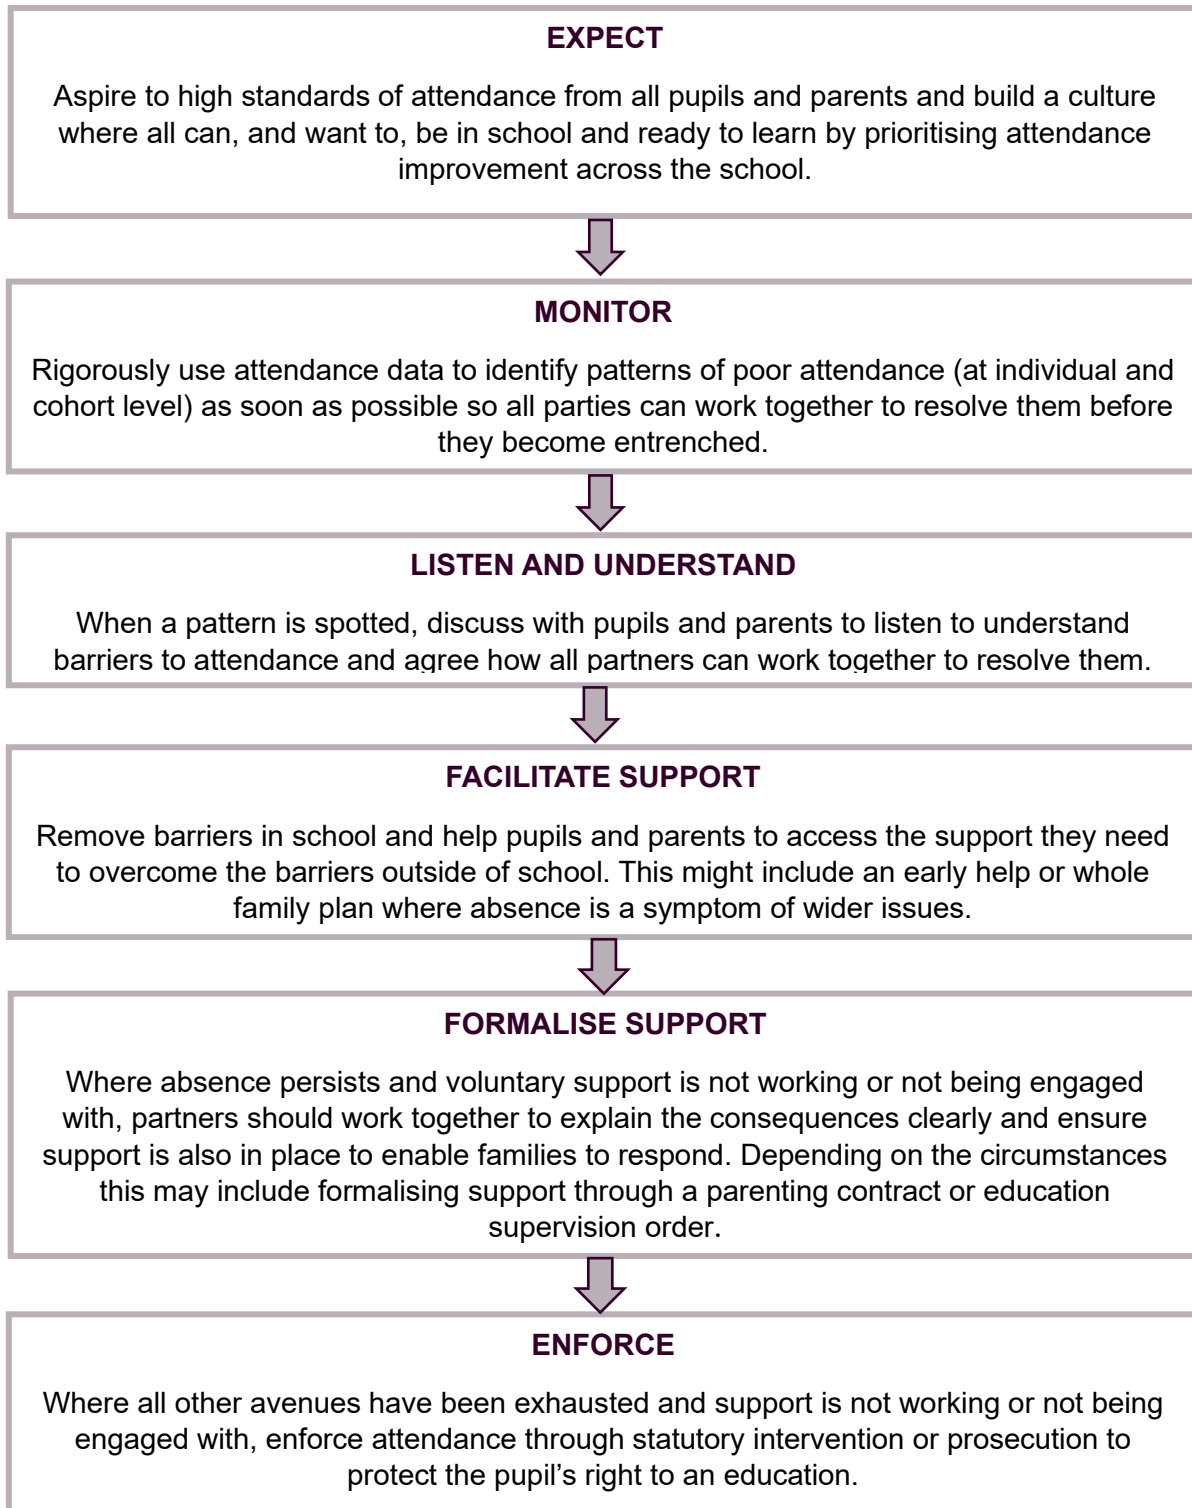 EXPECT
Aspire to high standards of attendance from all pupils and parents and build a culture
where all can, and want to, be in school and ready to learn by prioritising attendance
improvement across the school.
MONITOR
Rigorously use attendance data to identify patterns of poor attendance (at individual and
cohort level) as soon as possible so all parties can work together to resolve them before
they become entrenched.
LISTEN AND UNDERSTAND
When a pattern is spotted, discuss with pupils and parents to listen to understand
barriers to attendance and agree how all partners can work together to resolve them.
FACILITATE SUPPORT
Remove barriers in school and help pupils and parents to access the support they need
to overcome the barriers outside of school. This might include an early help or whole
family plan where absence is a symptom of wider issues.
FORMALISE SUPPORT
Where absence persists and voluntary support is not working or not being engaged
with, partners should work together to explain the consequences clearly and ensure
support is also in place to enable families to respond. Depending on the circumstances
this may include formalising support through a parenting contract or education
supervision order.
ENFORCE
Where all other avenues have been exhausted and support is not working or not being
engaged with, enforce attendance through statutory intervention or prosecution to
protect the pupil’s right to an education.